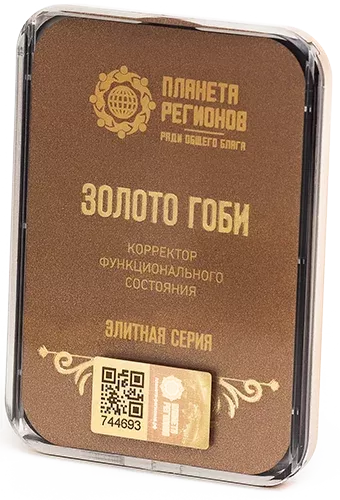 ПЛАНЕТА
РЕГИОНОВ
РАДИ ОБЩЕГО БЛАГА
ЗОЛОТО ГОБИ
КОРРЕКТОР
ФУНКЦИОНАЛЬНОГО
СОСТОЯНИЯ
ЭЛИТНАЯ СЕРИЯ
744693